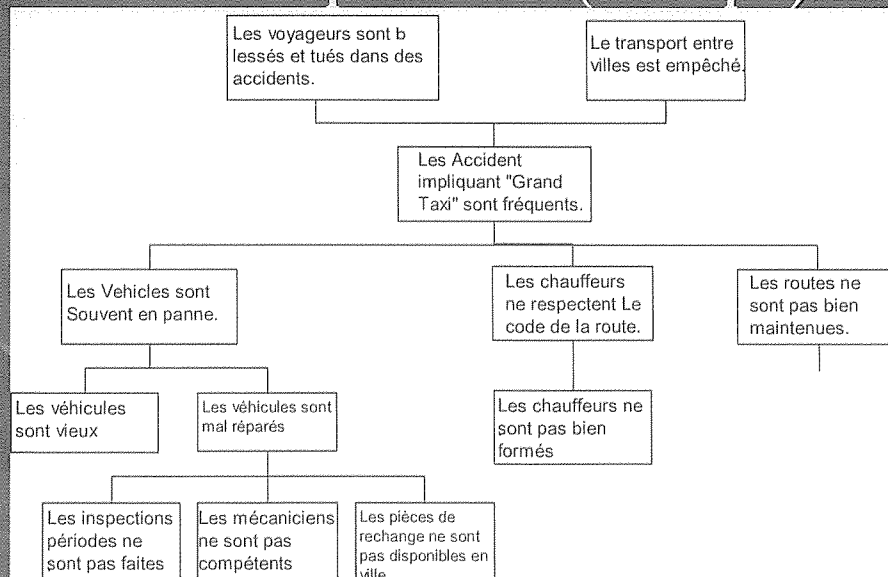 Les voyageurs sont b
lessés et tués dans des
accidents.
Le transport entre
villes est empêché.
Les Accident
impliquant "Grand
Taxi" sont fréquents.
Les Vehicles sont
Souvent en panne.
Les chauffeurs
ne respectent Le
code de la route.
Les routes ne
sont pas bien
maintenues.
Les véhicules
sont vieux
Les véhicules sont
mal réparés
Les chauffeurs ne
sont pas bien
formés
Les inspections
périodes ne
sont pas faites
Les mécaniciens
ne sont pas
compétents
Les pièces de
rechange ne sont
pas disponibles en
ville